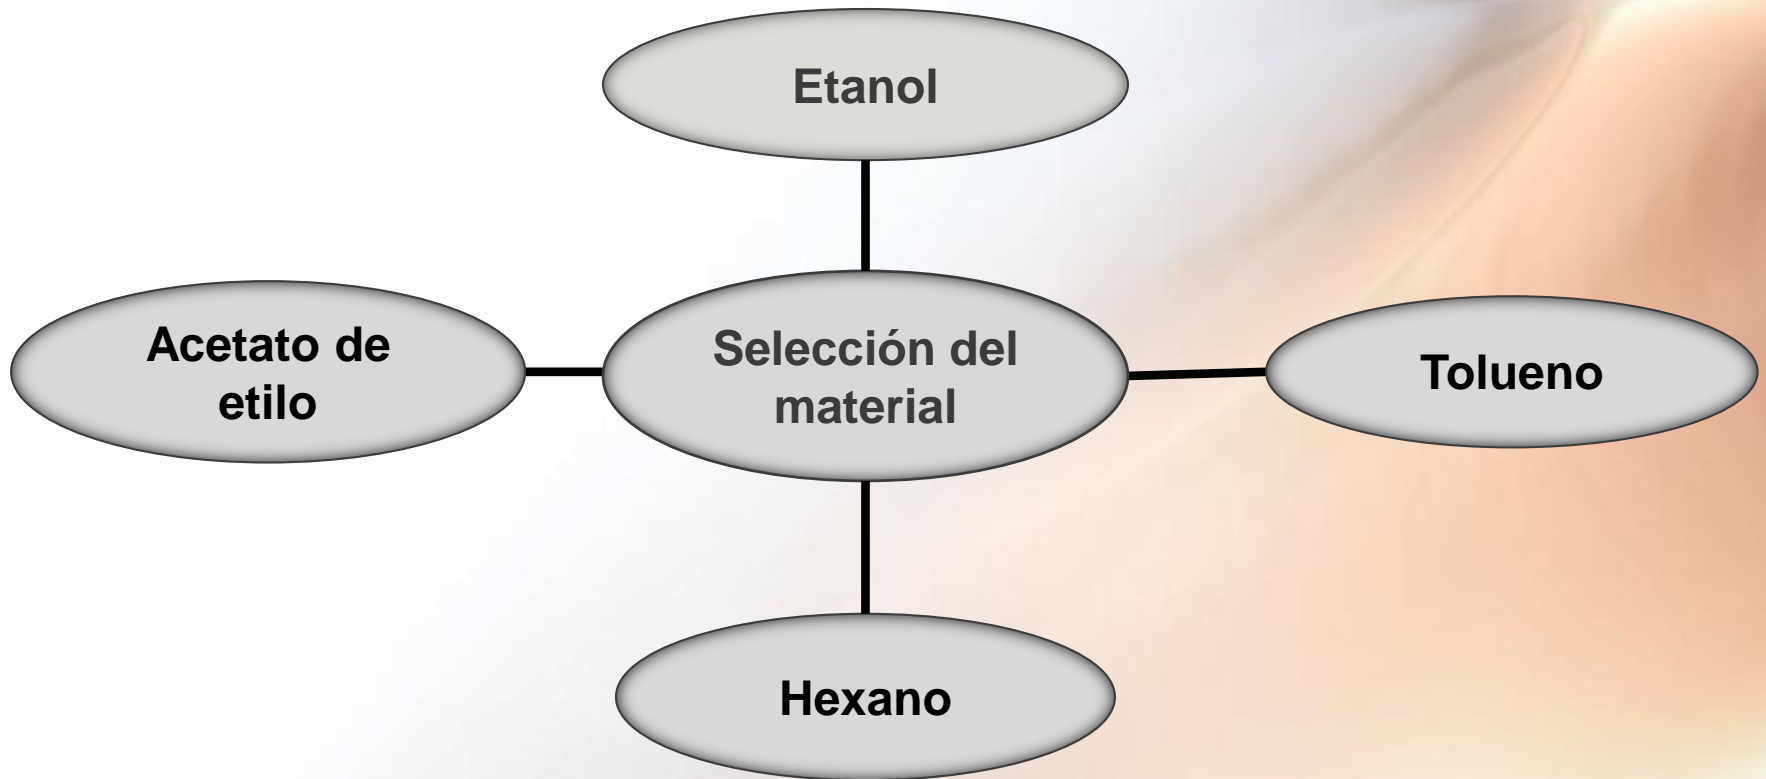 Etanol
Acetato de
etilo
Selección del
material
Tolueno
Hexano